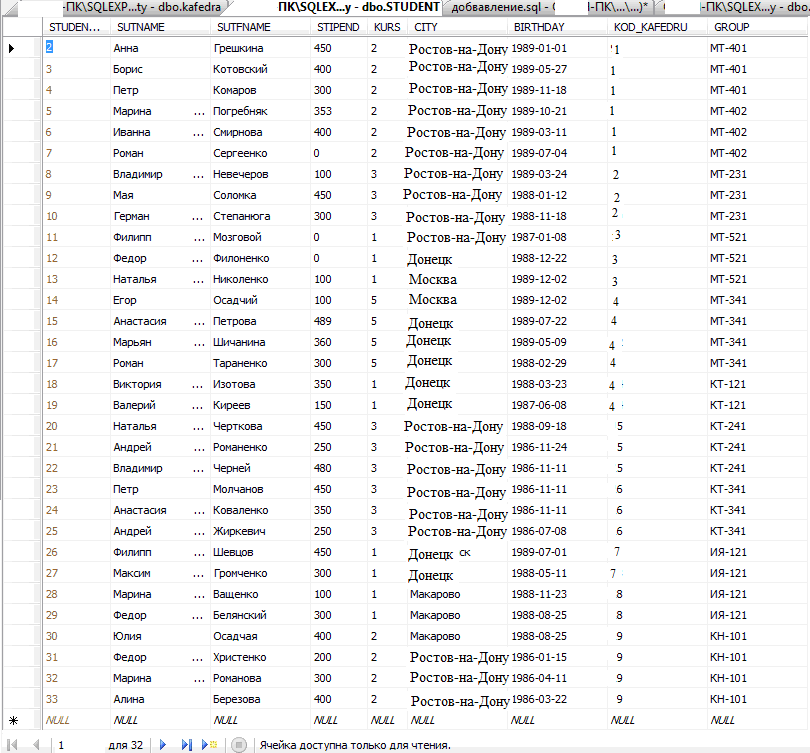 -ПК\SQLEXP...ty - dbo.kafedra ПК\SQLEX...y - dbo.STUDENT добвавление.sql - ( І-ПК\...\...)* -ПК\SQLEX...y - dbo
STUDEN... SUTNAME SUTFNAME STIPEND KURS CITY BIRTHDAY KOD_KAFEDRU GROUP
2 Анна Грешкина 450 2 Ростов-на-Дону 1989-01-01 1 МТ-401
3 Борис Котовский 400 2 Ростов-на-Дону 1989-05-27 1 МТ-401
4 Петр Комаров 300 2 Ростов-на-Дону 1989-11-18 1 МТ-401
5 Марина ... Погребняк 353 2 Ростов-на-Дону 1989-10-21 1 МТ-402
6 Иванна ... Смирнова 400 2 Ростов-на-Дону 1989-03-11 1 МТ-402
7 Роман Сергеенко 0 2 Ростов-на-Дону 1989-07-04 1 МТ-402
8 Владимир ... Невечеров 100 3 Ростов-на-Дону 1989-03-24 2 МТ-231
9 Мая Соломка 450 3 Ростов-на-Дону 1988-01-12 2 МТ-231
10 Герман ... Степанюга 300 3 Ростов-на-Дону 1988-11-18 2 МТ-231
11 Филипп ... Мозговой 0 1 Ростов-на-Дону 1987-01-08 3 МТ-521
12 Федор ... Филоненко 0 1 Донецк 1988-12-22 3 МТ-521
13 Наталья ... Николенко 100 1 Москва 1989-12-02 3 МТ-521
14 Егор Осадчий 100 5 Москва 1989-12-02 4 МТ-341
15 Анастасия ... Петрова 489 5 Донецк 1989-07-22 4 МТ-341
16 Марьян ... Шичанина 360 5 Донецк 1989-05-09 4 МТ-341
17 Роман Тараненко 300 5 Донецк 1988-02-29 4 МТ-341
18 Виктория ... Изотова 350 1 Донецк 1988-03-23 4 КТ-121
19 Валерий ... Киреев 150 1 Донецк 1987-06-08 4 КТ-121
20 Наталья ... Черткова 450 3 Ростов-на-Дону 1988-09-18 5 КТ-241
21 Андрей ... Романенко 250 3 Ростов-на-Дону 1986-11-24 5 КТ-241
22 Владимир ... Черней 480 3 Ростов-на-Дону 1986-11-11 5 КТ-241
23 Петр Молчанов 450 3 Ростов-на-Дону 1986-11-11 6 КТ-341
24 Анастасия ... Коваленко 350 3 Ростов-на-Дону 1986-11-11 6 КТ-341
25 Андрей ... Жиркевич 250 3 Ростов-на-Дону 1986-07-08 6 КТ-341
26 Филипп ... Шевцов 450 1 Донецк ск 1989-07-01 7 ИЯ-121
27 Максим ... Громченко 300 1 Донецк 1988-05-11 7 ИЯ-121
28 Марина ... Ващенко 100 1 Макарово 1988-11-23 8 ИЯ-121
29 Федор ... Белянский 300 1 Макарово 1988-08-25 8 ИЯ-121
30 Юлия Осадчая 400 2 Макарово 1988-08-25 9 КН-101
31 Федор ... Христенко 200 2 Ростов-на-Дону 1986-01-15 9 КН-101
32 Марина ... Романова 300 2 Ростов-на-Дону 1986-04-11 9 КН-101
33 Алина Березова 400 2 Ростов-на-Дону 1986-03-22 9 КН-101
NULL NULL NULL NULL NULL NULL NULL NULL NULL
1 для 32 Ячейка доступна только для чтения.